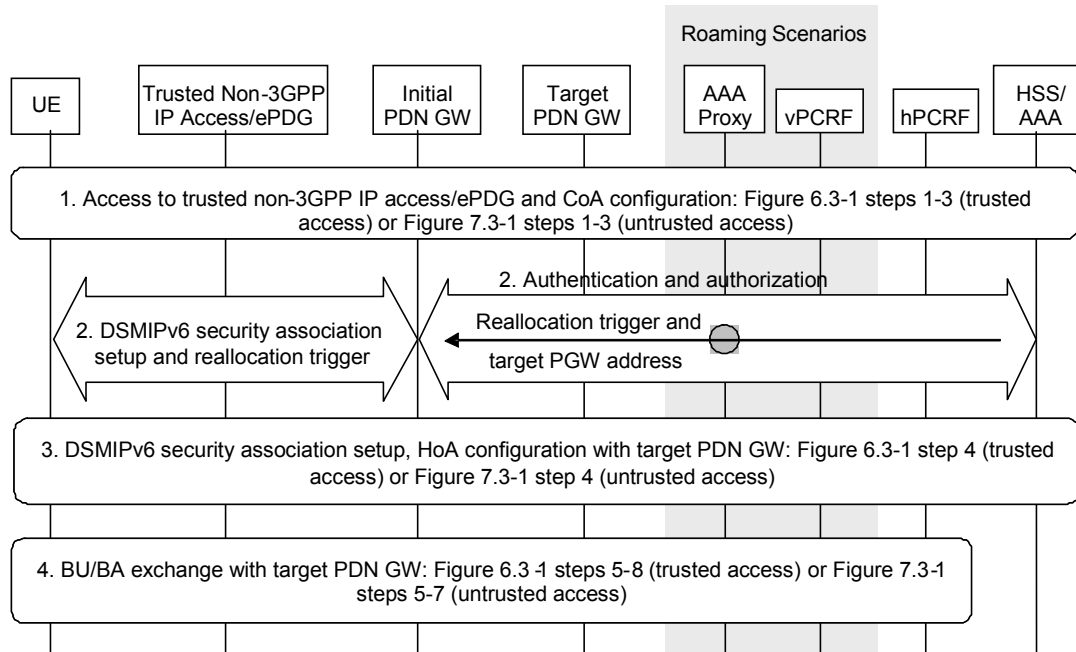 Roaming Scenarios
UE
Trusted Non-3GPP
IP Access/ePDG
Initial
PDN GW
Target
PDN GW
AAA
Proxy
vPCRF
hPCRF
HSS/
AAA
1. Access to trusted non-3GPP IP access/ePDG and CoA configuration: Figure 6.3-1 steps 1-3 (trusted
access) or Figure 7.3-1 steps 1-3 (untrusted access)
2. Authentication and authorization
2. DSMIPv6 security association
setup and reallocation trigger
Reallocation trigger and
target PGW address
3. DSMIPv6 security association setup, HoA configuration with target PDN GW: Figure 6.3-1 step 4 (trusted
access) or Figure 7.3-1 step 4 (untrusted access)
4. BU/BA exchange with target PDN GW: Figure 6.3-1 steps 5-8 (trusted access) or Figure 7.3-1
steps 5-7 (untrusted access)